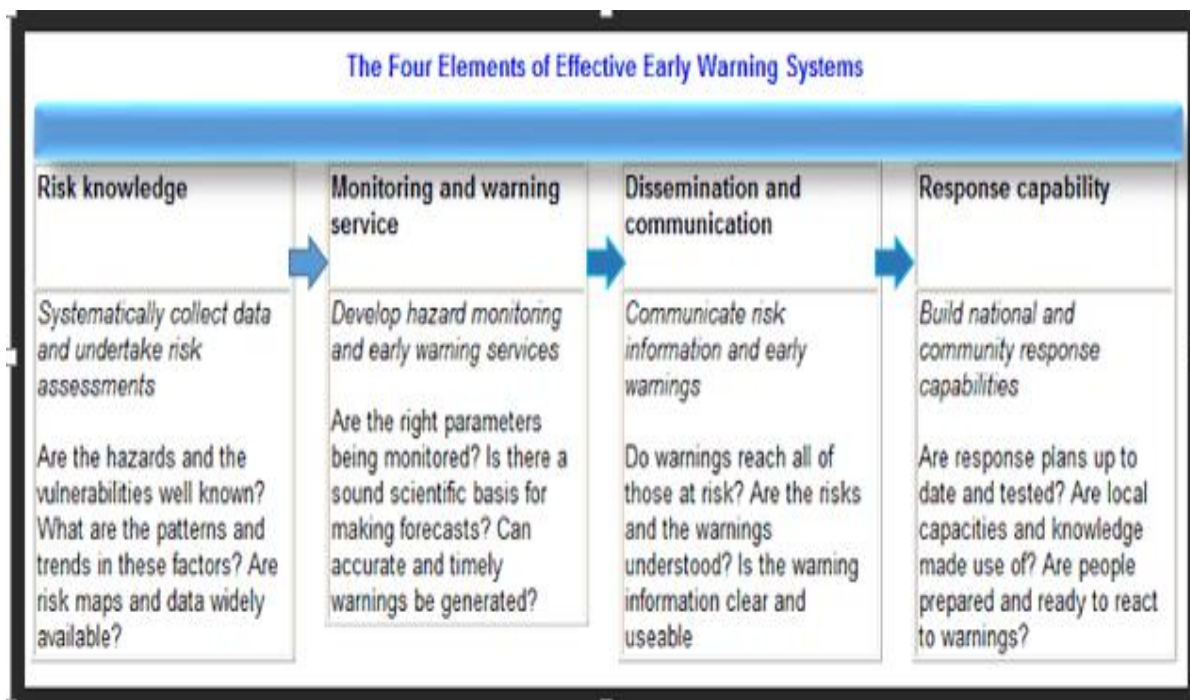 The Four Elements of Effective Early Warning Systems
Risk knowledge
Systematically collect data
and undertake risk
assessments
Are the hazards and the
vulnerabilities well known?
What are the patterns and
trends in these factors? Are
risk maps and data widely
available?
Monitoring and warning
service
Develop hazard monitoring
and early warning services
Are the right parameters
being monitored? Is there a
sound scientific basis for
making forecasts? Can
accurate and timely
warnings be generated?
Dissemination and
communication
Communicate risk
information and early
warnings
Do warnings reach all of
those at risk? Are the risks
and the warnings
understood? Is the warning
information clear and
useable
Response capability
Build national and
community response
capabilities
Are response plans up to
date and tested? Are local
capacities and knowledge
made use of? Are people
prepared and ready to react
to warnings?